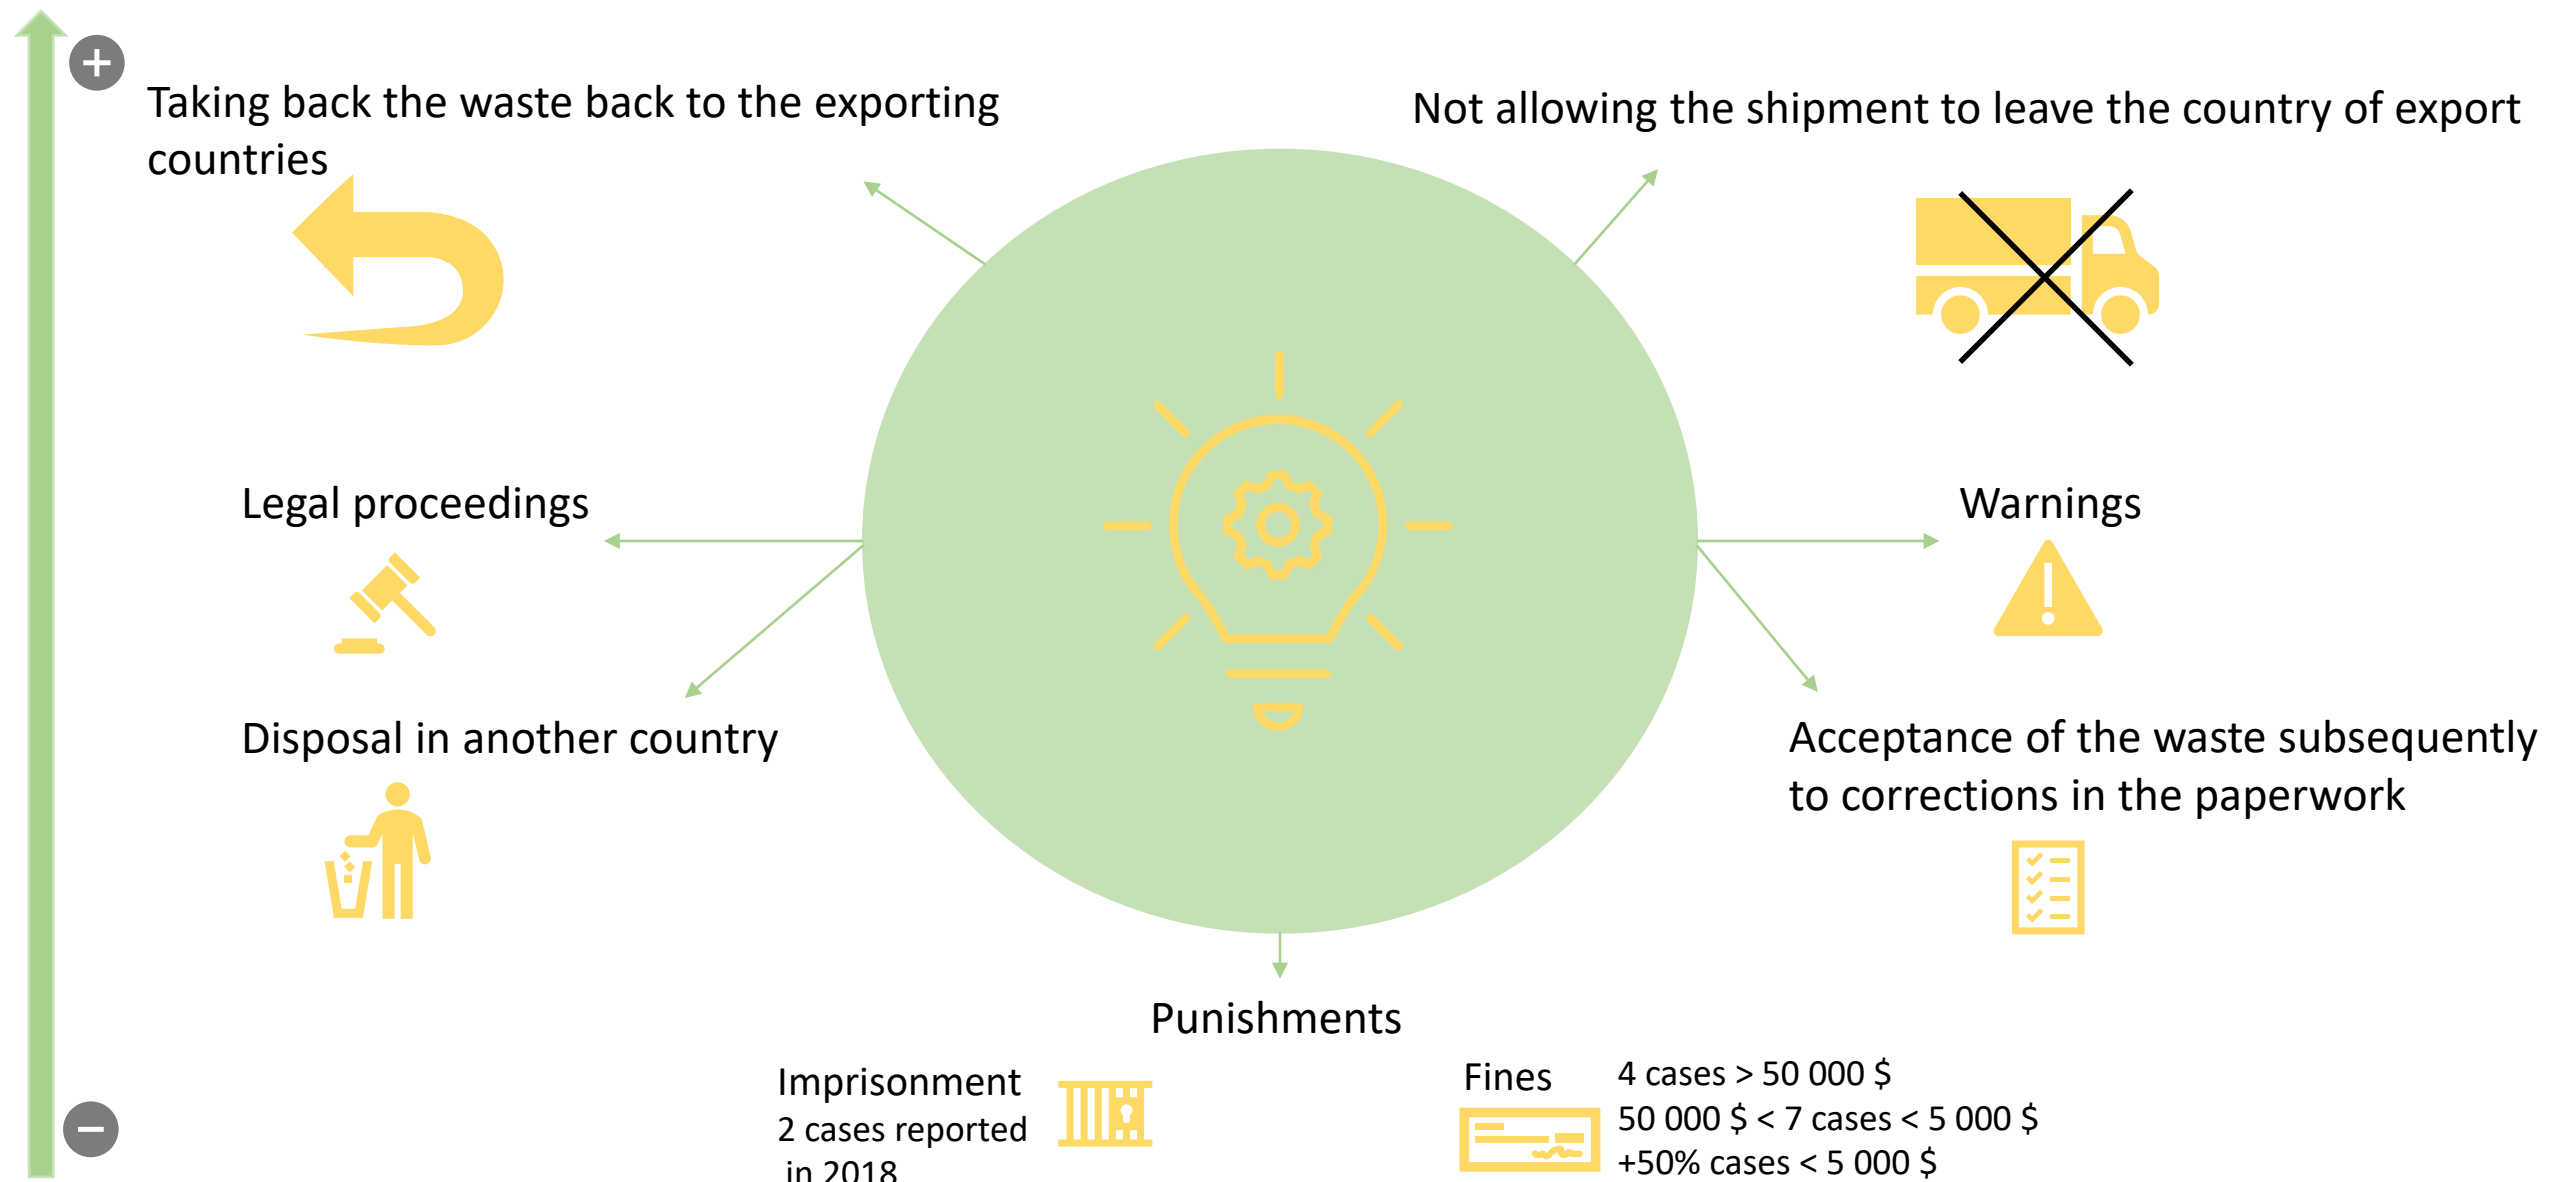 Taking back the waste back to the exporting
countries
Not allowing the shipment to leave the country of export
Legal proceedings
Warnings
Disposal in another country
Acceptance of the waste subsequently
to corrections in the paperwork
Punishments
Imprisonment
2 cases reported
in 2018
Fines
4 cases > 50 000 $
50 000 $ < 7 cases < 5 000 $
+50% cases < 5 000 $